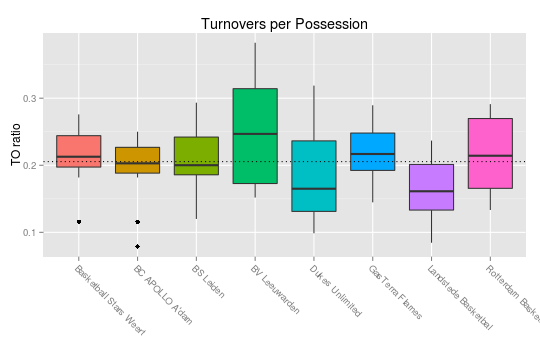 Turnovers per Possession
TO ratio
0.3
0.2
0.1
Basketball Stars Weert
BC APOLLO A'dam
BS Leiden
BV Leeuwarden
Dukes Unlimited
GasTerra Flames
Landstede Basketbal
Rotterdam Baske